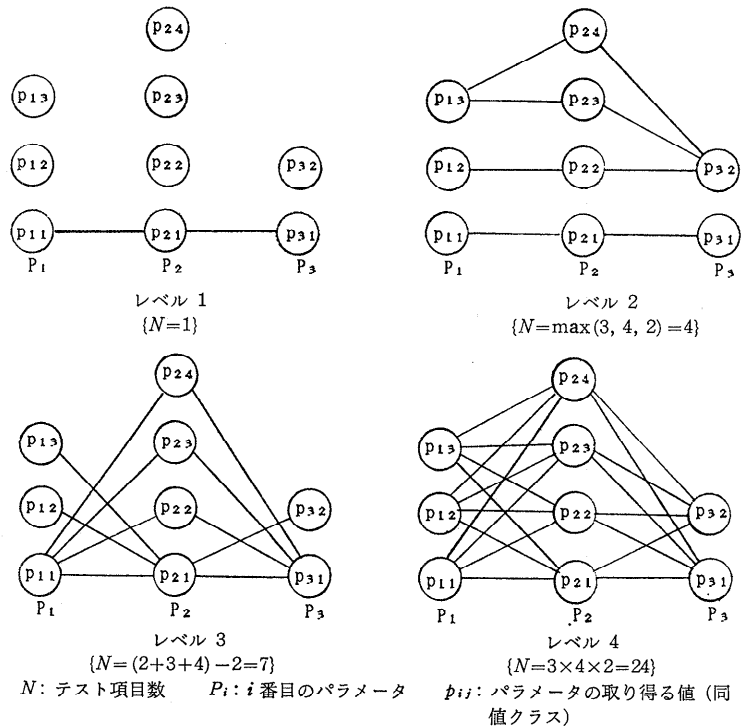 p₂₄
p₁₃ p₂₃
p₁₂ p₂₂ p₃₂
p₁₁ p₂₁ p₃₁
P₁ P₂ P₃
レベル 1
{N=1}
p₂₄
p₁₃ p₂₃
p₁₂ p₂₂ p₃₂
p₁₁ p₂₁ p₃₁
P₁ P₂ P₃
レベル 2
{N=max(3, 4, 2)=4}
p₂₄
p₁₃ p₂₃
p₁₂ p₂₂ p₃₂
p₁₁ p₂₁ p₃₁
P₁ P₂ P₃
レベル 3
{N=(2+3+4)−2=7}
p₂₄
p₁₃ p₂₃
p₁₂ p₂₂ p₃₂
p₁₁ p₂₁ p₃₁
P₁ P₂ P₃
レベル 4
{N=3×4×2=24}
N: テスト項目数 Pᵢ: i 番目のパラメータ pᵢⱼ: パラメータの取り得る値 (同
値クラス)